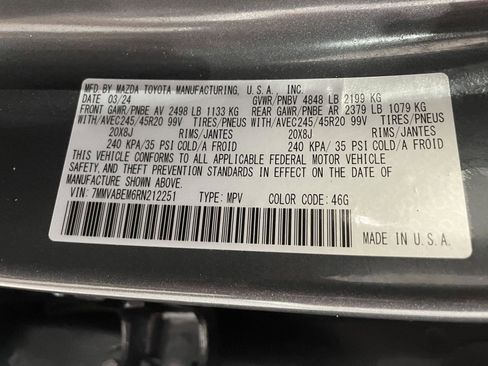 MFD. BY MAZDA TOYOTA MANUFACTURING, U.S.A., INC.
DATE 03/24 GVWR/PNBV 4848 LB 2199 KG
FRONT GAWR/PNBE AV 2498 LB 1133 KG REAR GAWR/PNBE AR 2379 LB 1079 KG
WITH/AVEC245/45R20 99V TIRES/PNEUS WITH/AVEC245/45R20 99V TIRES/PNEUS
20X8J RIMS/JANTES 20X8J RIMS/JANTES
240 KPA/35 PSI COLD/A FROID 240 KPA/ 35 PSI COLD/A FROID
THIS VEHICLE CONFORMS TO ALL APPLICABLE FEDERAL MOTOR VEHICLE
SAFETY, BUMPER, AND THEFT PREVENTION STANDARDS IN EFFECT ON THE DATE OF
MANUFACTURE SHOWN ABOVE.
VIN: 7MMVABEM6RN212251 TYPE: MPV COLOR CODE: 46G
MADE IN U.S.A.